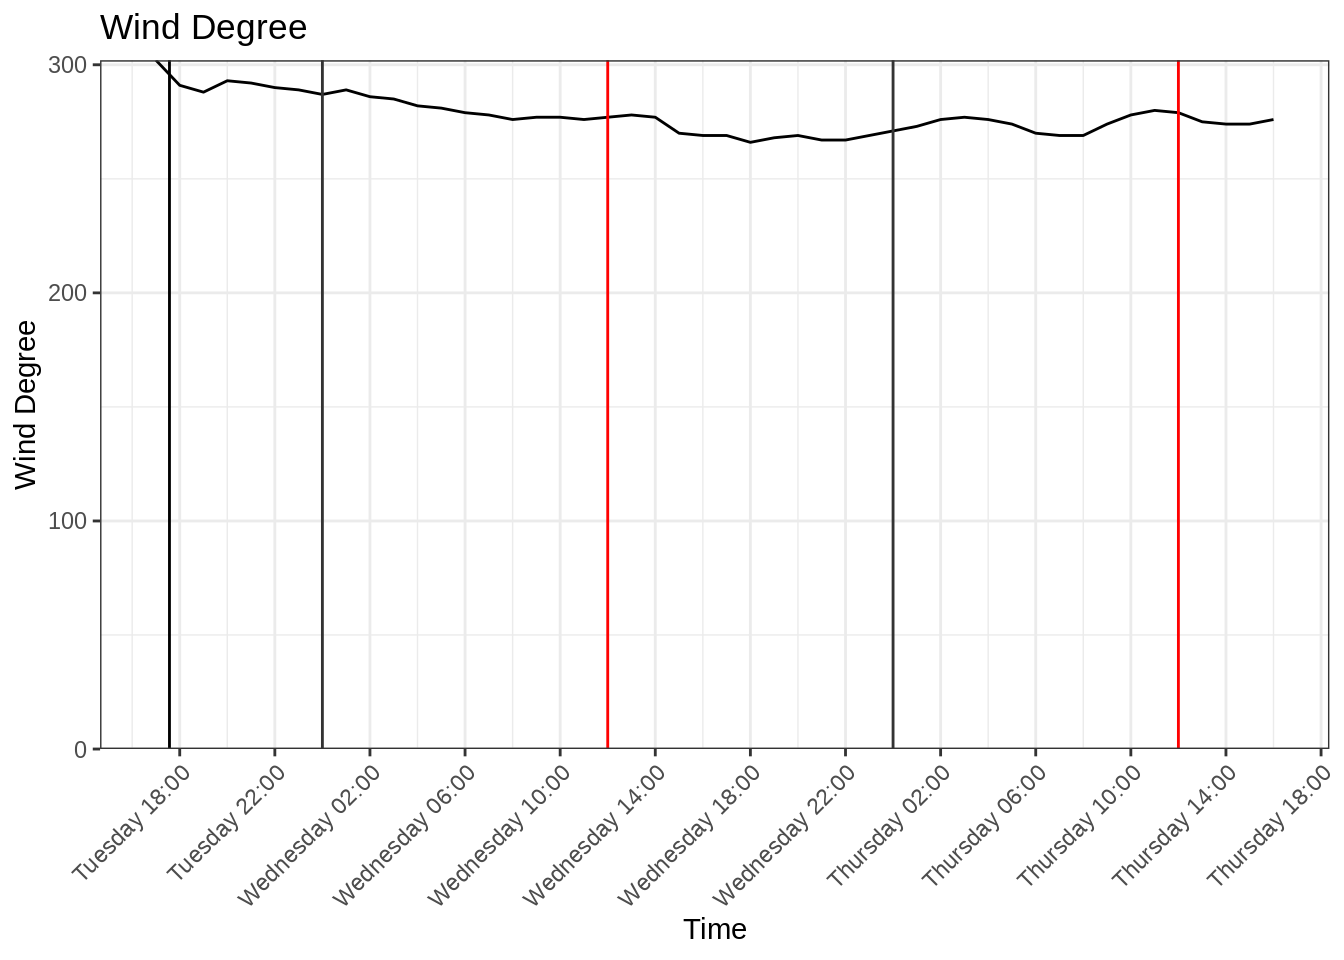 Wind Degree
300
200
100
0
Wind Degree
Tuesday 18:00
Tuesday 22:00
Wednesday 02:00
Wednesday 06:00
Wednesday 10:00
Wednesday 14:00
Wednesday 18:00
Wednesday 22:00
Thursday 02:00
Thursday 06:00
Thursday 10:00
Thursday 14:00
Thursday 18:00
Time